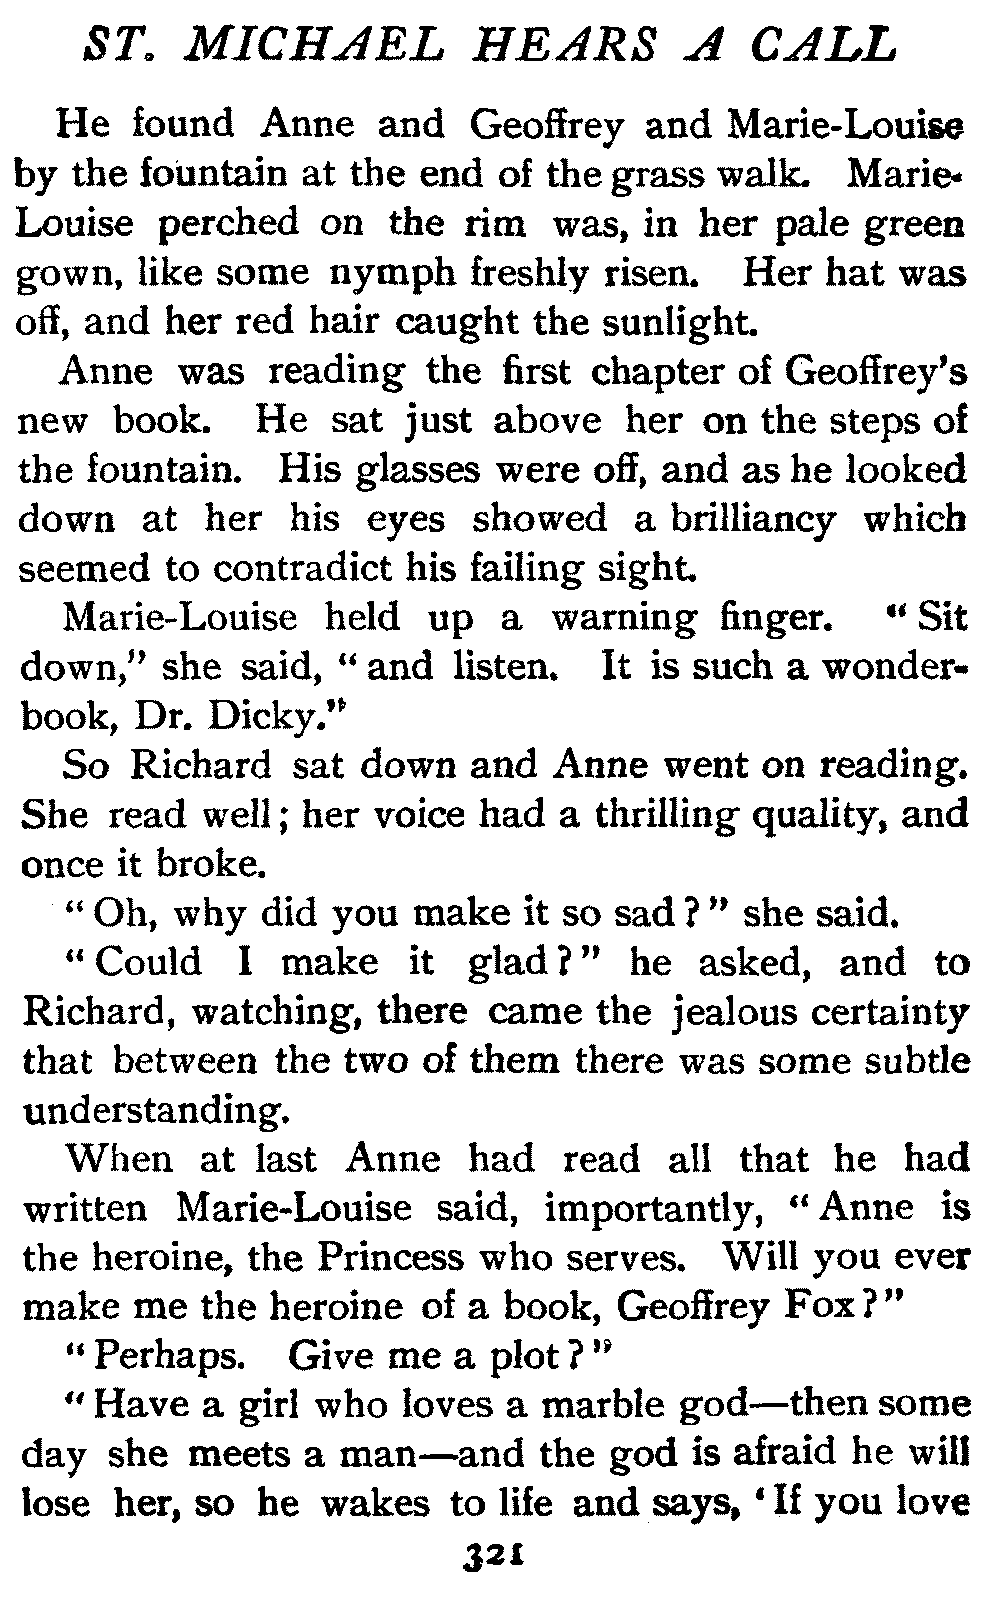 ST. MICHAEL HEARS A CALL
He found Anne and Geoffrey and Marie-Louise
by the fountain at the end of the grass walk. Marie-
Louise perched on the rim was, in her pale green
gown, like some nymph freshly risen. Her hat was
off, and her red hair caught the sunlight.
Anne was reading the first chapter of Geoffrey's
new book. He sat just above her on the steps of
the fountain. His glasses were off, and as he looked
down at her his eyes showed a brilliancy which
seemed to contradict his failing sight.
Marie-Louise held up a warning finger. “Sit
down,” she said, “and listen. It is such a wonder-
book, Dr. Dicky.”
So Richard sat down and Anne went on reading.
She read well; her voice had a thrilling quality, and
once it broke.
“Oh, why did you make it so sad?” she said.
“Could I make it glad?” he asked, and to
Richard, watching, there came the jealous certainty
that between the two of them there was some subtle
understanding.
When at last Anne had read all that he had
written Marie-Louise said, importantly, “Anne is
the heroine, the Princess who serves. Will you ever
make me the heroine of a book, Geoffrey Fox?”
“Perhaps. Give me a plot?”
“Have a girl who loves a marble god—then some
day she meets a man—and the god is afraid he will
lose her, so he wakes to life and says, ‘If you love
321